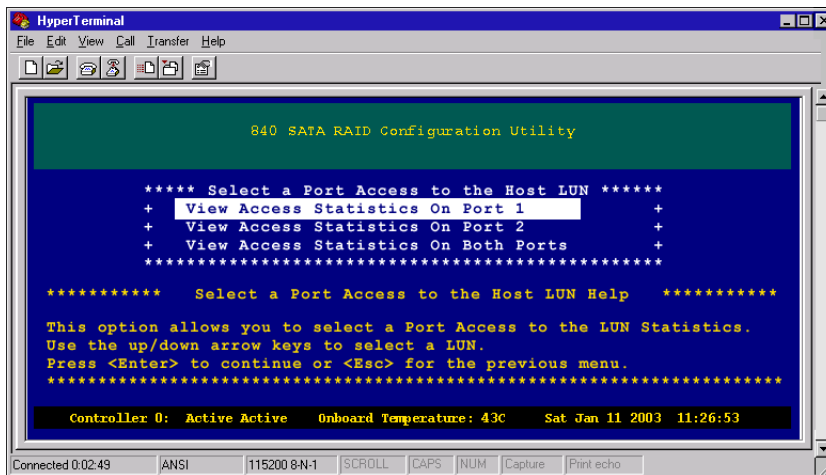 HyperTerminal
File Edit View Call Transfer Help
840 SATA RAID Configuration Utility
***** Select a Port Access to the Host LUN ******
+ View Access Statistics On Port 1 +
+ View Access Statistics On Port 2 +
+ View Access Statistics On Both Ports +
*************************************************
*********** Select a Port Access to the Host LUN Help ***********
This option allows you to select a Port Access to the LUN Statistics.
Use the up/down arrow keys to select a LUN.
Press <Enter> to continue or <Esc> for the previous menu.
**********************************************************************
Controller 0: Active Active Onboard Temperature: 43C Sat Jan 11 2003 11:26:53
Connected 0:02:49 ANSI 115200 8-N-1 SCROLL CAPS NUM Capture Print echo